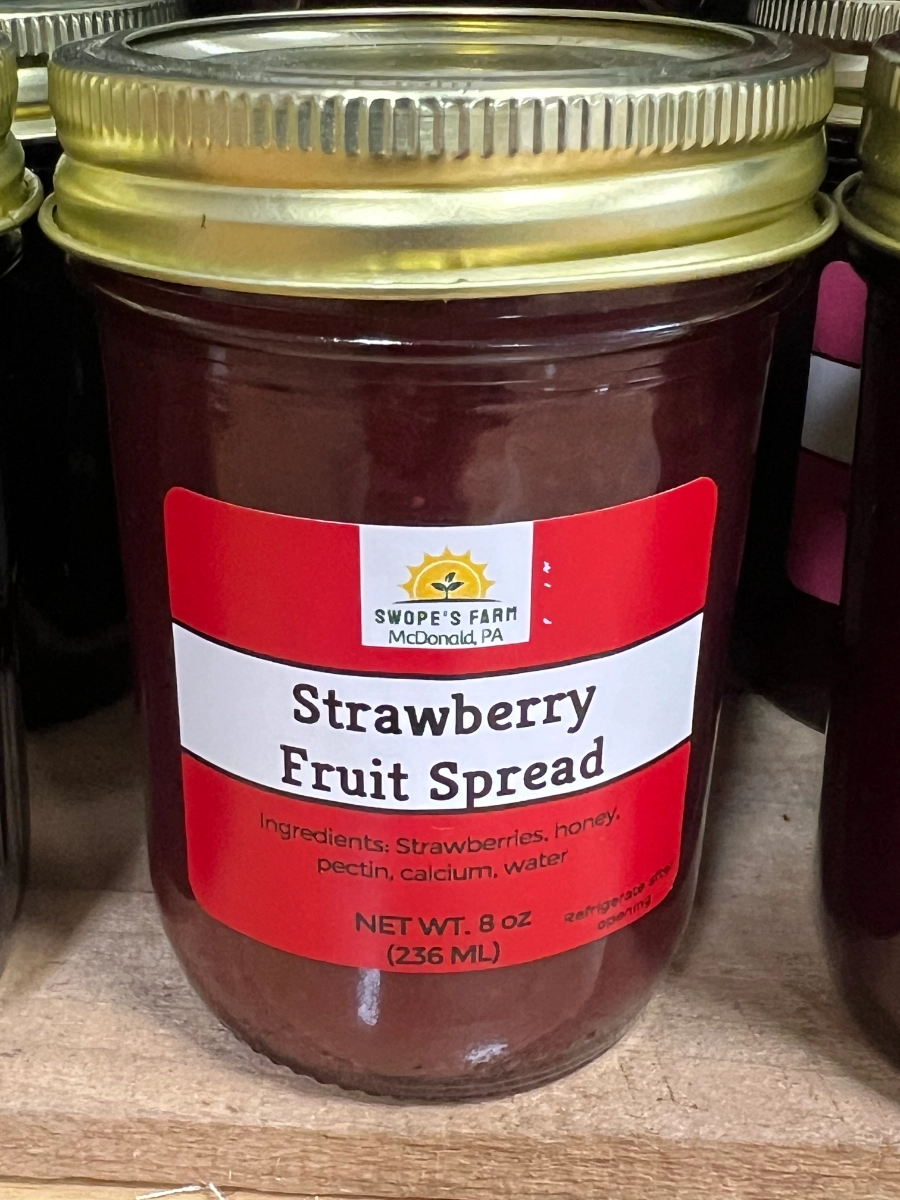 SWOPE'S FARM
McDonald, PA
Strawberry
Fruit Spread
Ingredients: Strawberries, honey,
pectin, calcium, water
NET WT. 8 oz
(236 ML)
Refrigerate after
opening